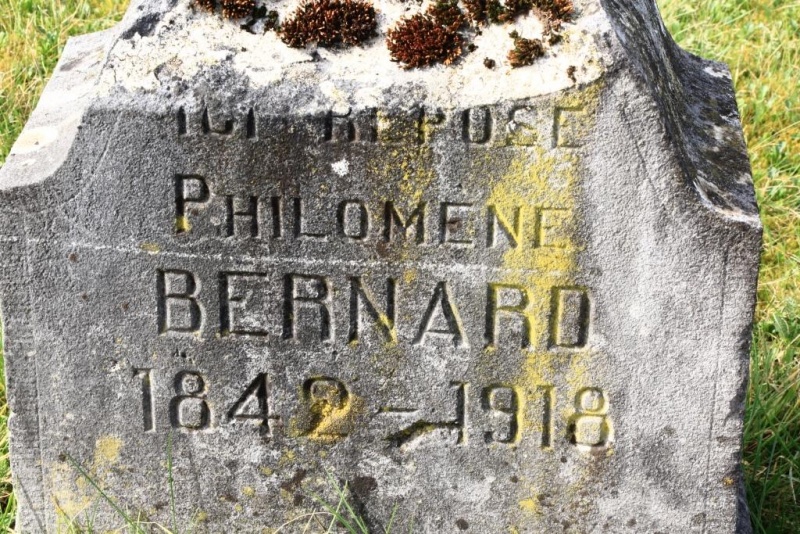 ICI REPOSE
PHILOMENE
BERNARD
1842-1918